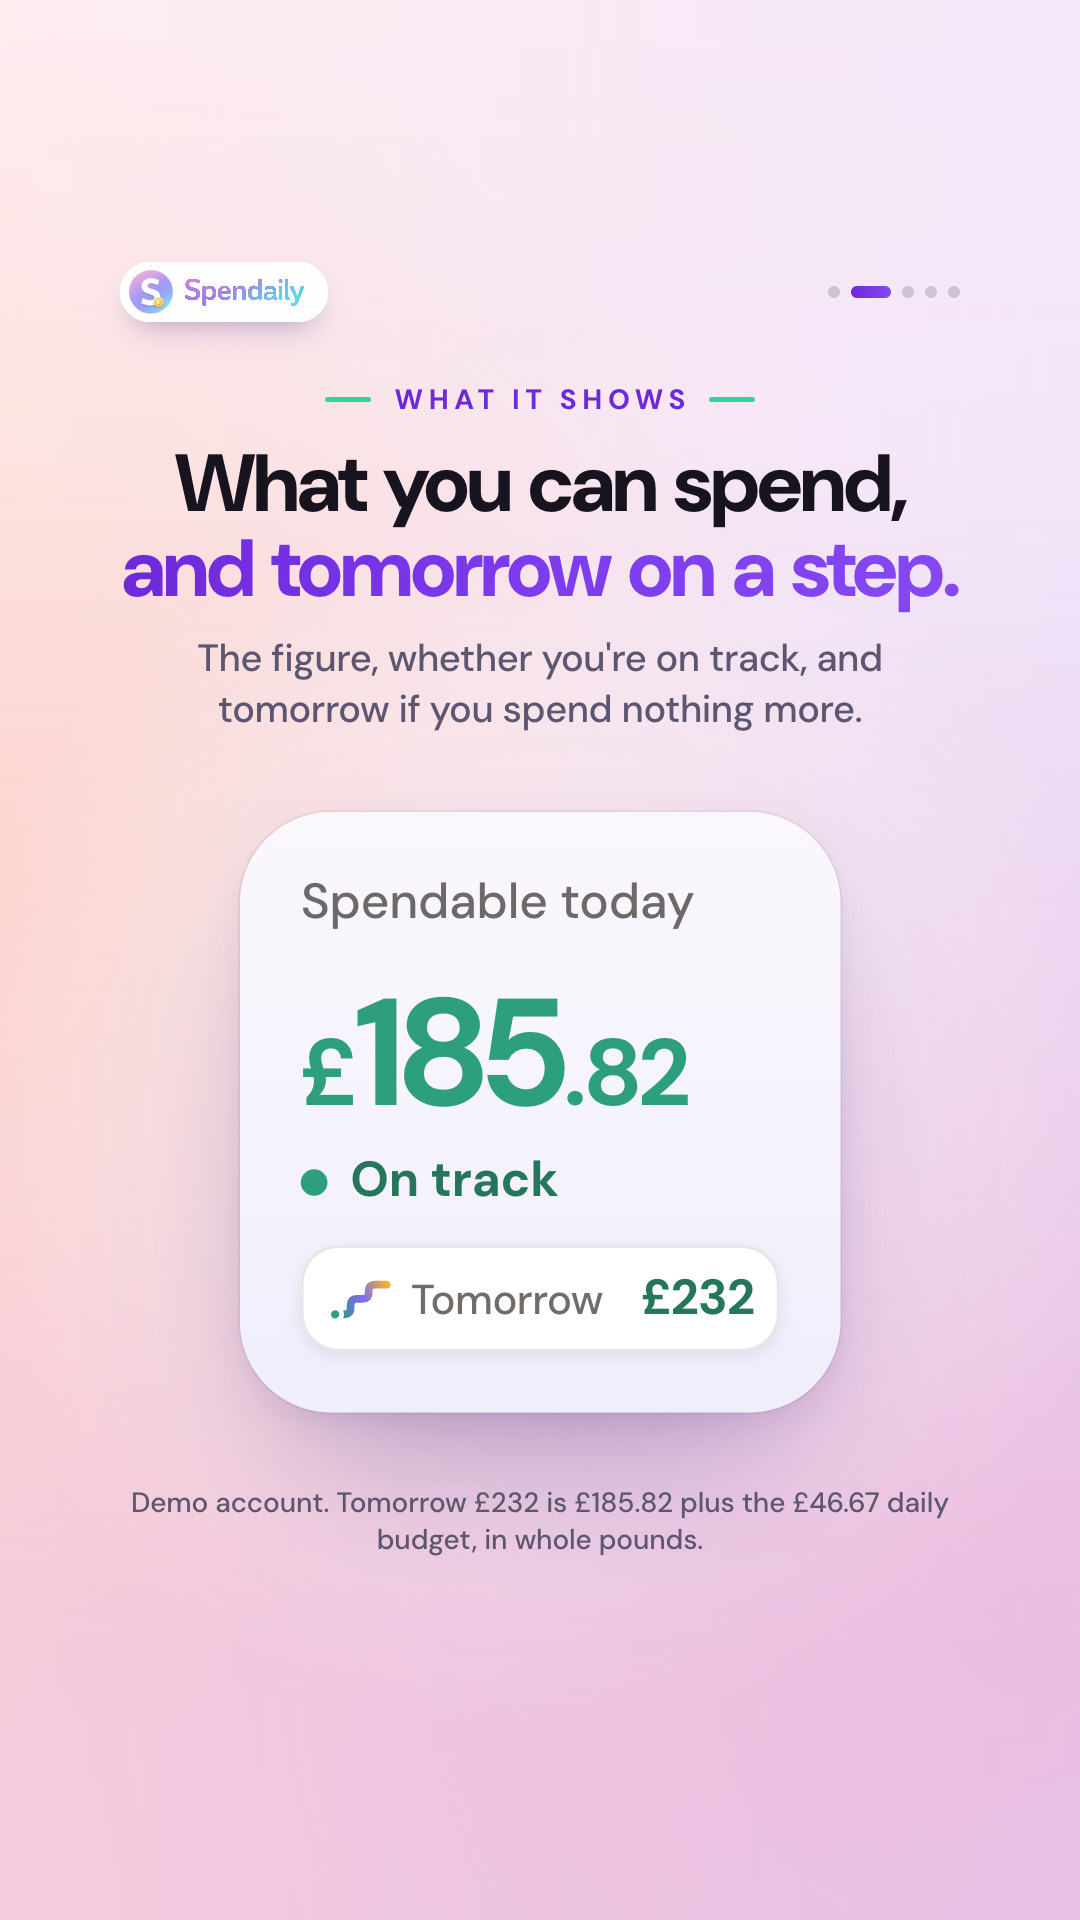 Spendaily
WHAT IT SHOWS
What you can spend,
and tomorrow on a step.
The figure, whether you're on track, and
tomorrow if you spend nothing more.
Spendable today
£185.82
On track
Tomorrow £232
Demo account. Tomorrow £232 is £185.82 plus the £46.67 daily
budget, in whole pounds.